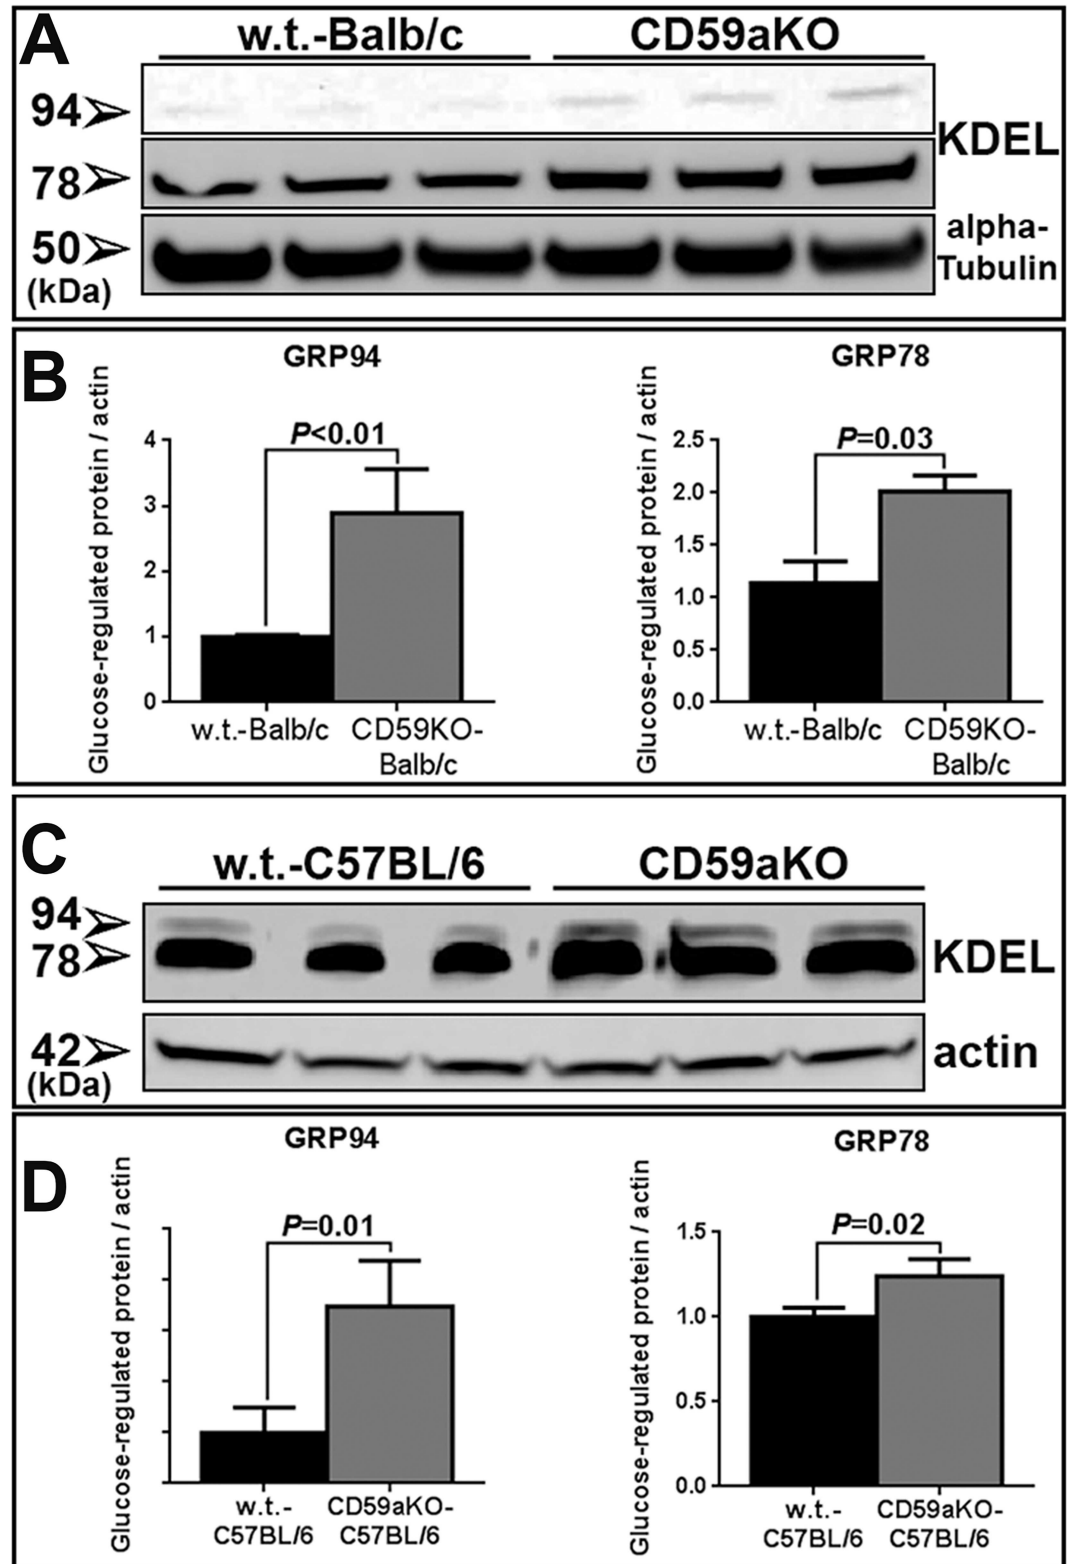 A
w.t.-Balb/c
CD59aKO
94
KDEL
78
50
alpha-
Tubulin
(kDa)
B
GRP94
Glucose-regulated protein / actin
P<0.01
4
3
2
1
0
w.t.-Balb/c
CD59KO-
Balb/c
GRP78
Glucose-regulated protein / actin
P=0.03
2.5
2.0
1.5
1.0
0.5
0.0
w.t.-Balb/c
CD59KO-
Balb/c
C
w.t.-C57BL/6
CD59aKO
94
78
KDEL
42
actin
(kDa)
D
GRP94
Glucose-regulated protein / actin
P=0.01
w.t.-
C57BL/6
CD59aKO-
C57BL/6
GRP78
Glucose-regulated protein / actin
P=0.02
1.5
1.0
0.5
0.0
w.t.-
C57BL/6
CD59aKO-
C57BL/6